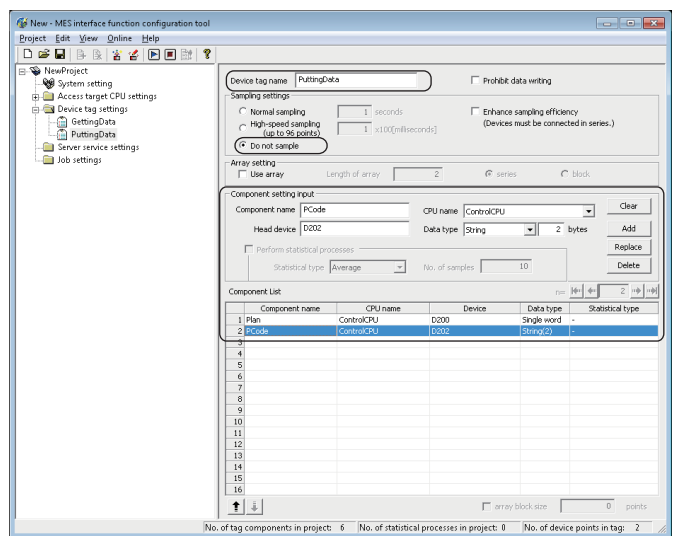 New - MES interface function configuration tool
Project Edit View Online Help
NewProject
System setting
Access target CPU settings
Device tag settings
GettingData
PuttingData
Server service settings
Job settings
Device tag name PuttingData Prohibit data writing
Sampling settings
Normal sampling 1 seconds Enhance sampling efficiency
High-speed sampling (Devices must be connected in series.)
(up to 96 points) 1 x100[milliseconds]
Do not sample
Array setting
Use array Length of array 2 series block
Component setting input
Component name PCode CPU name ControlCPU Clear
Head device D202 Data type String 2 bytes Add
Perform statistical processes Replace
Statistical type Average No. of samples 10 Delete
Component List n= 2
Component name CPU name Device Data type Statistical type
1 Plan ControlCPU D200 Single word -
2 PCode ControlCPU D202 String(2) -
3
4
5
6
7
8
9
10
11
12
13
14
15
16
array block size 0 points
No. of tag components in project: 6 No. of statistical processes in project: 0 No. of device points in tag: 2